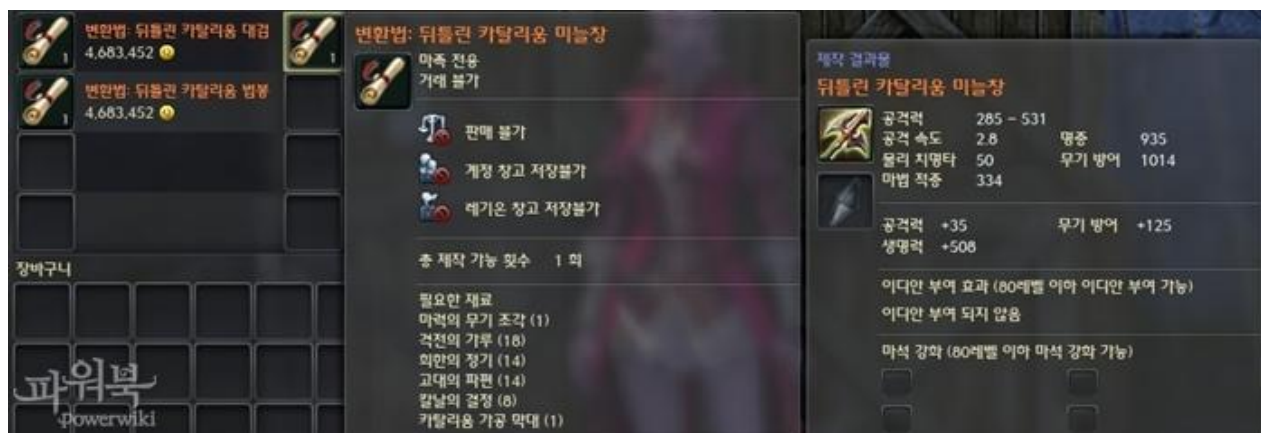 변환법: 뒤틀린 카탈리움 대검
1
4,683,452
1
변환법: 뒤틀린 카탈리움 법봉
1
4,683,452
장바구니
파워북
Powerwiki
변환법: 뒤틀린 카탈리움 미늘창
1
마족 전용
거래 불가
판매 불가
계정 창고 저장불가
레기온 창고 저장불가
총 제작 가능 횟수 1 회
필요한 재료
마력의 무기 조각 (1)
격전의 가루 (18)
회한의 정기 (14)
고대의 파편 (14)
칼날의 결정 (8)
카탈리움 가공 막대 (1)
제작 결과물
뒤틀린 카탈리움 미늘창
공격력 285 - 531
공격 속도 2.8 명중 935
물리 치명타 50 무기 방어 1014
마법 적중 334
공격력 +35 무기 방어 +125
생명력 +508
이디안 부여 효과 (80레벨 이하 이디안 부여 가능)
이디안 부여 되지 않음
마석 강화 (80레벨 이하 마석 강화 가능)